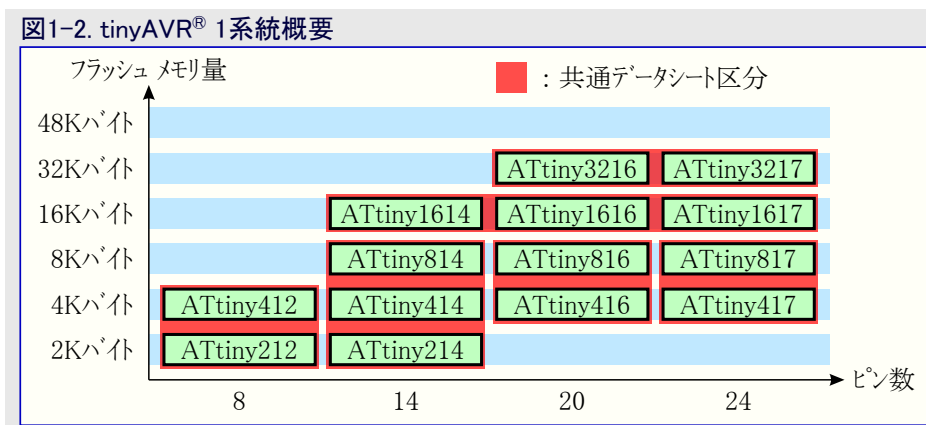 図1-2. tinyAVR® 1系統概要
フラッシュ メモリ量
: 共通データシート区分
48Kバイト
32Kバイト ATtiny3216 ATtiny3217
16Kバイト ATtiny1614 ATtiny1616 ATtiny1617
8Kバイト ATtiny814 ATtiny816 ATtiny817
4Kバイト ATtiny412 ATtiny414 ATtiny416 ATtiny417
2Kバイト ATtiny212 ATtiny214
ピン数
8 14 20 24